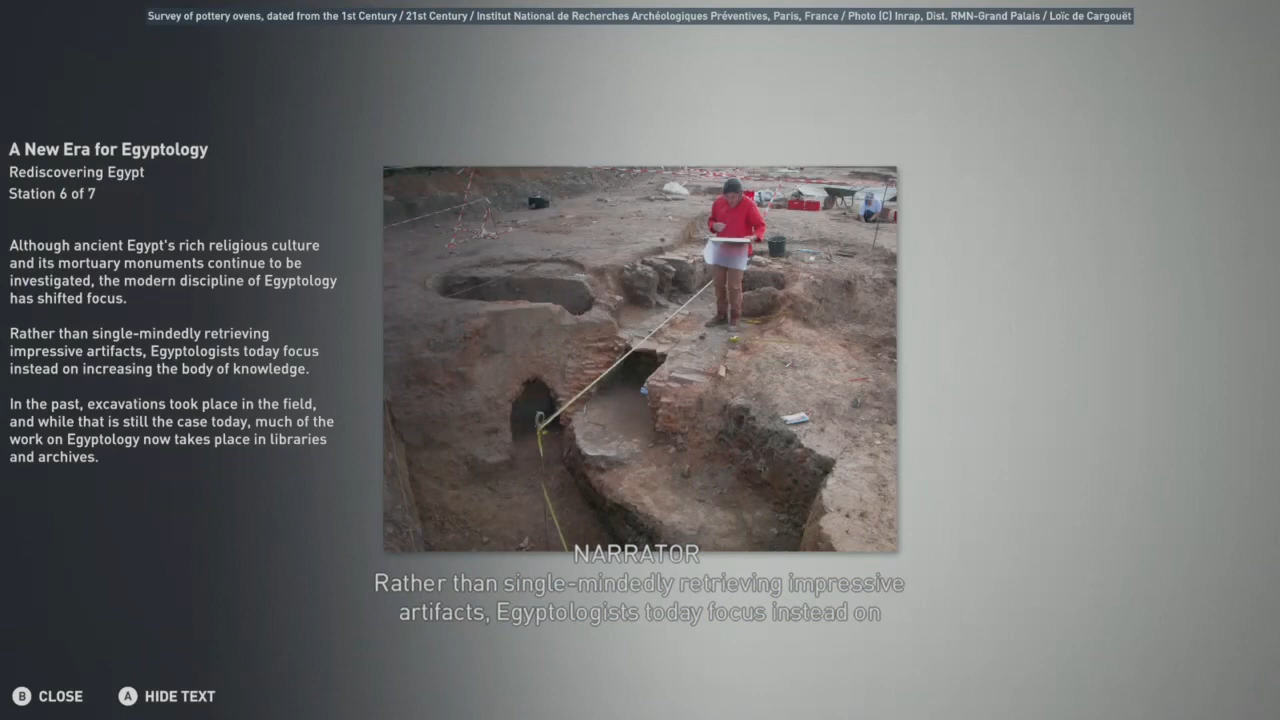 Survey of pottery ovens, dated from the 1st Century / 21st Century / Institut National de Recherches Archéologiques Préventives, Paris, France / Photo (C) Inrap, Dist. RMN-Grand Palais / Loïc de Cargouët
A New Era for Egyptology
Rediscovering Egypt
Station 6 of 7
Although ancient Egypt's rich religious culture
and its mortuary monuments continue to be
investigated, the modern discipline of Egyptology
has shifted focus.
Rather than single-mindedly retrieving
impressive artifacts, Egyptologists today focus
instead on increasing the body of knowledge.
In the past, excavations took place in the field,
and while that is still the case today, much of the
work on Egyptology now takes place in libraries
and archives.
NARRATOR
Rather than single-mindedly retrieving impressive
artifacts, Egyptologists today focus instead on
B CLOSE
A HIDE TEXT